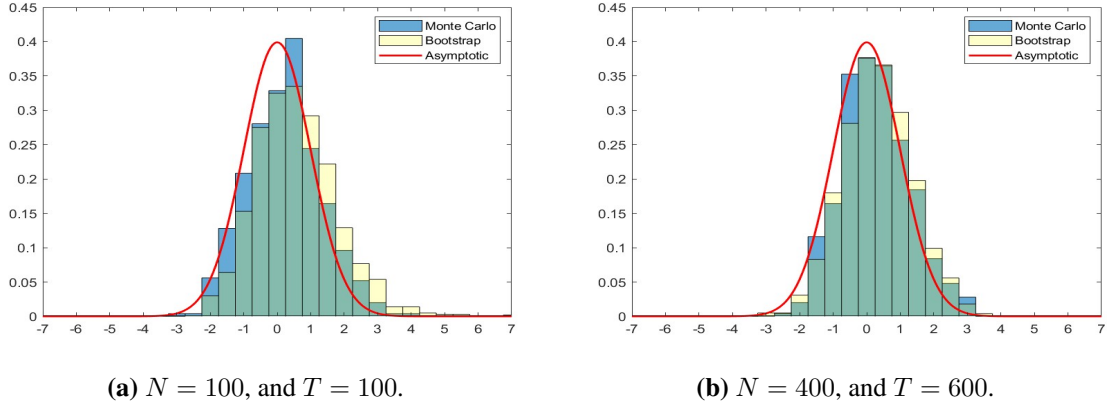 0.45
0.4
0.35
0.3
0.25
0.2
0.15
0.1
0.05
0
-7 -6 -5 -4 -3 -2 -1 0 1 2 3 4 5 6 7
Monte Carlo
Bootstrap
Asymptotic
(a) N = 100, and T = 100.
0.45
0.4
0.35
0.3
0.25
0.2
0.15
0.1
0.05
0
-7 -6 -5 -4 -3 -2 -1 0 1 2 3 4 5 6 7
Monte Carlo
Bootstrap
Asymptotic
(b) N = 400, and T = 600.